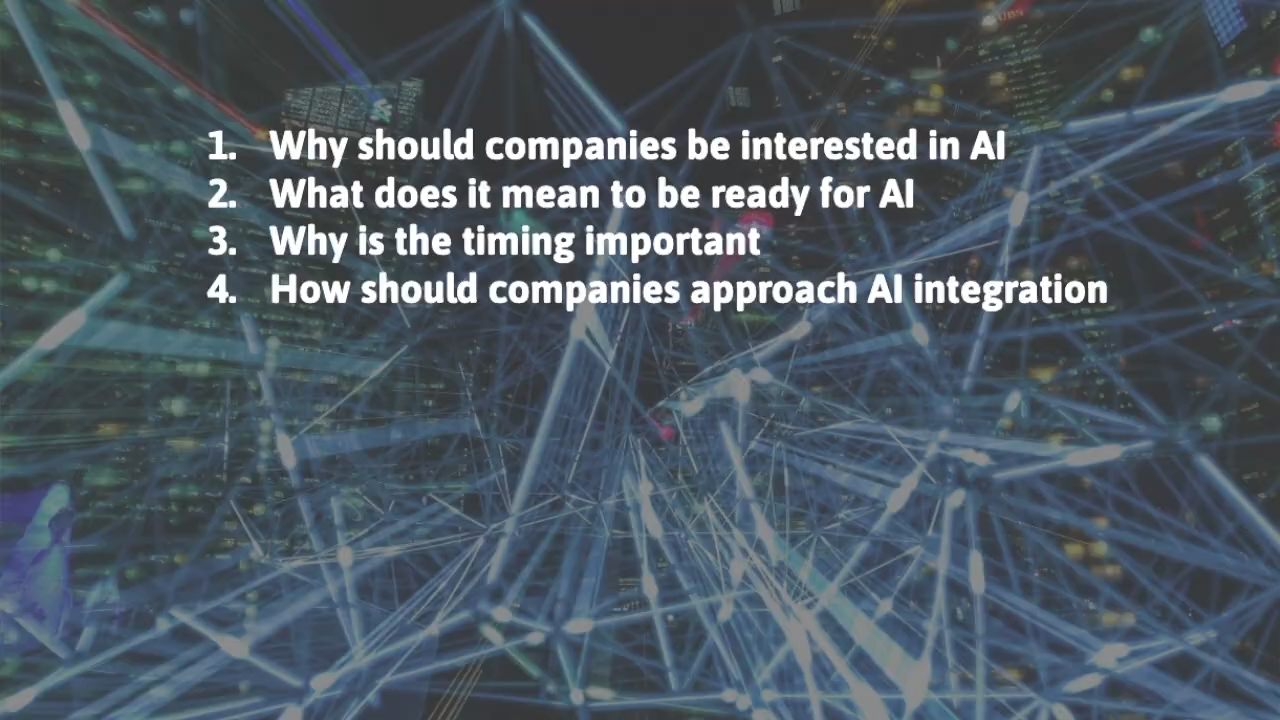 1. Why should companies be interested in AI
2. What does it mean to be ready for AI
3. Why is the timing important
4. How should companies approach AI integration